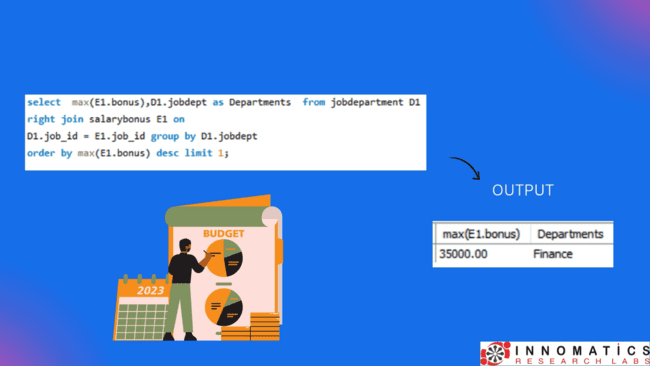 select max(E1.bonus),D1.jobdept as Departments from jobdepartment D1
right join salarybonus E1 on
D1.job_id = E1.job_id group by D1.jobdept
order by max(E1.bonus) desc limit 1;
OUTPUT
max(E1.bonus) Departments
35000.00 Finance
BUDGET
2023
INNOMATICS
RESEARCH LABS